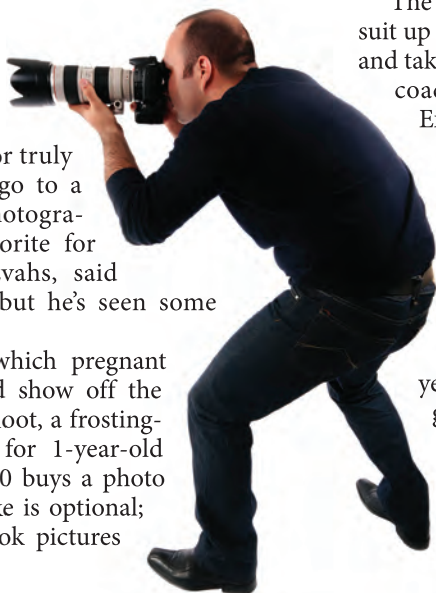 or truly
go to a
hotogra-
orite for
vahs, said
but he's seen some
which pregnant
d show off the
hoot, a frosting-
for 1-year-old
0 buys a photo
ke is optional;
ok pictures
The
suit up
and tak
coac
ye
g